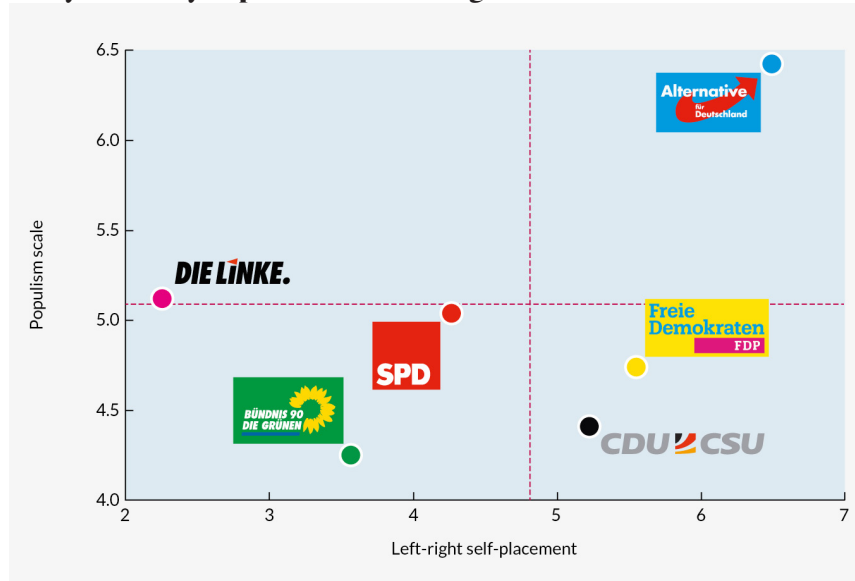 6.5
Alternative
für
Deutschland
6.0
5.5
Populism scale
DIE LINKE.
5.0
Freie
Demokraten
FDP
SPD
4.5
BÜNDNIS 90
DIE GRÜNEN
CDU CSU
4.0
2 3 4 5 6 7
Left-right self-placement